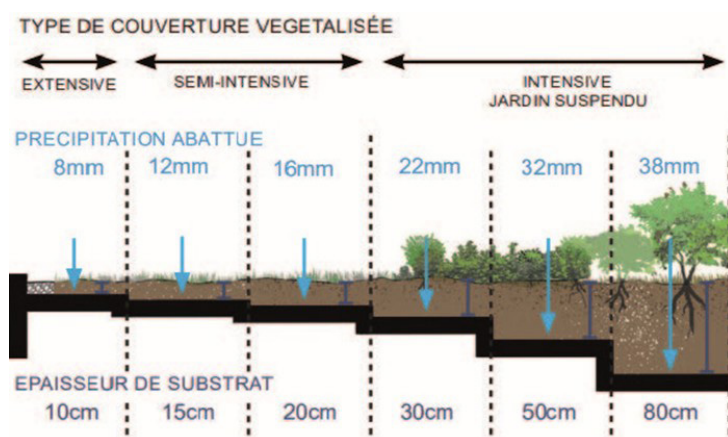 TYPE DE COUVERTURE VEGETALISÉE
EXTENSIVE
SEMI-INTENSIVE
INTENSIVE
JARDIN SUSPENDU
PRECIPITATION ABATTUE
8mm 12mm 16mm 22mm 32mm 38mm
EPAISSEUR DE SUBSTRAT
10cm 15cm 20cm 30cm 50cm 80cm